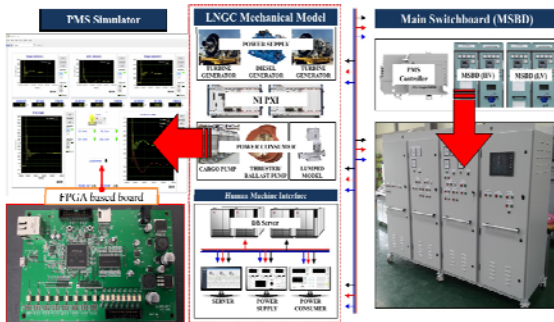 PMS Simulator
FPGA based board
LNGC Mechanical Model
POWER SUPPLY
TURBINE
GENERATOR
DIESEL
GENERATOR
TURBINE
GENERATOR
NI PXI
POWER CONSUMER
CARGO PUMP
THRUSTER/
BALLAST PUMP
LUMPED MODEL
Human Machine Interface
DB Server
SERVER
POWER
SUPPLY
POWER
CONSUMER
Main Switchboard (MSBD)
PMS
Controller
MSBD (HV)
MSBD (LV)